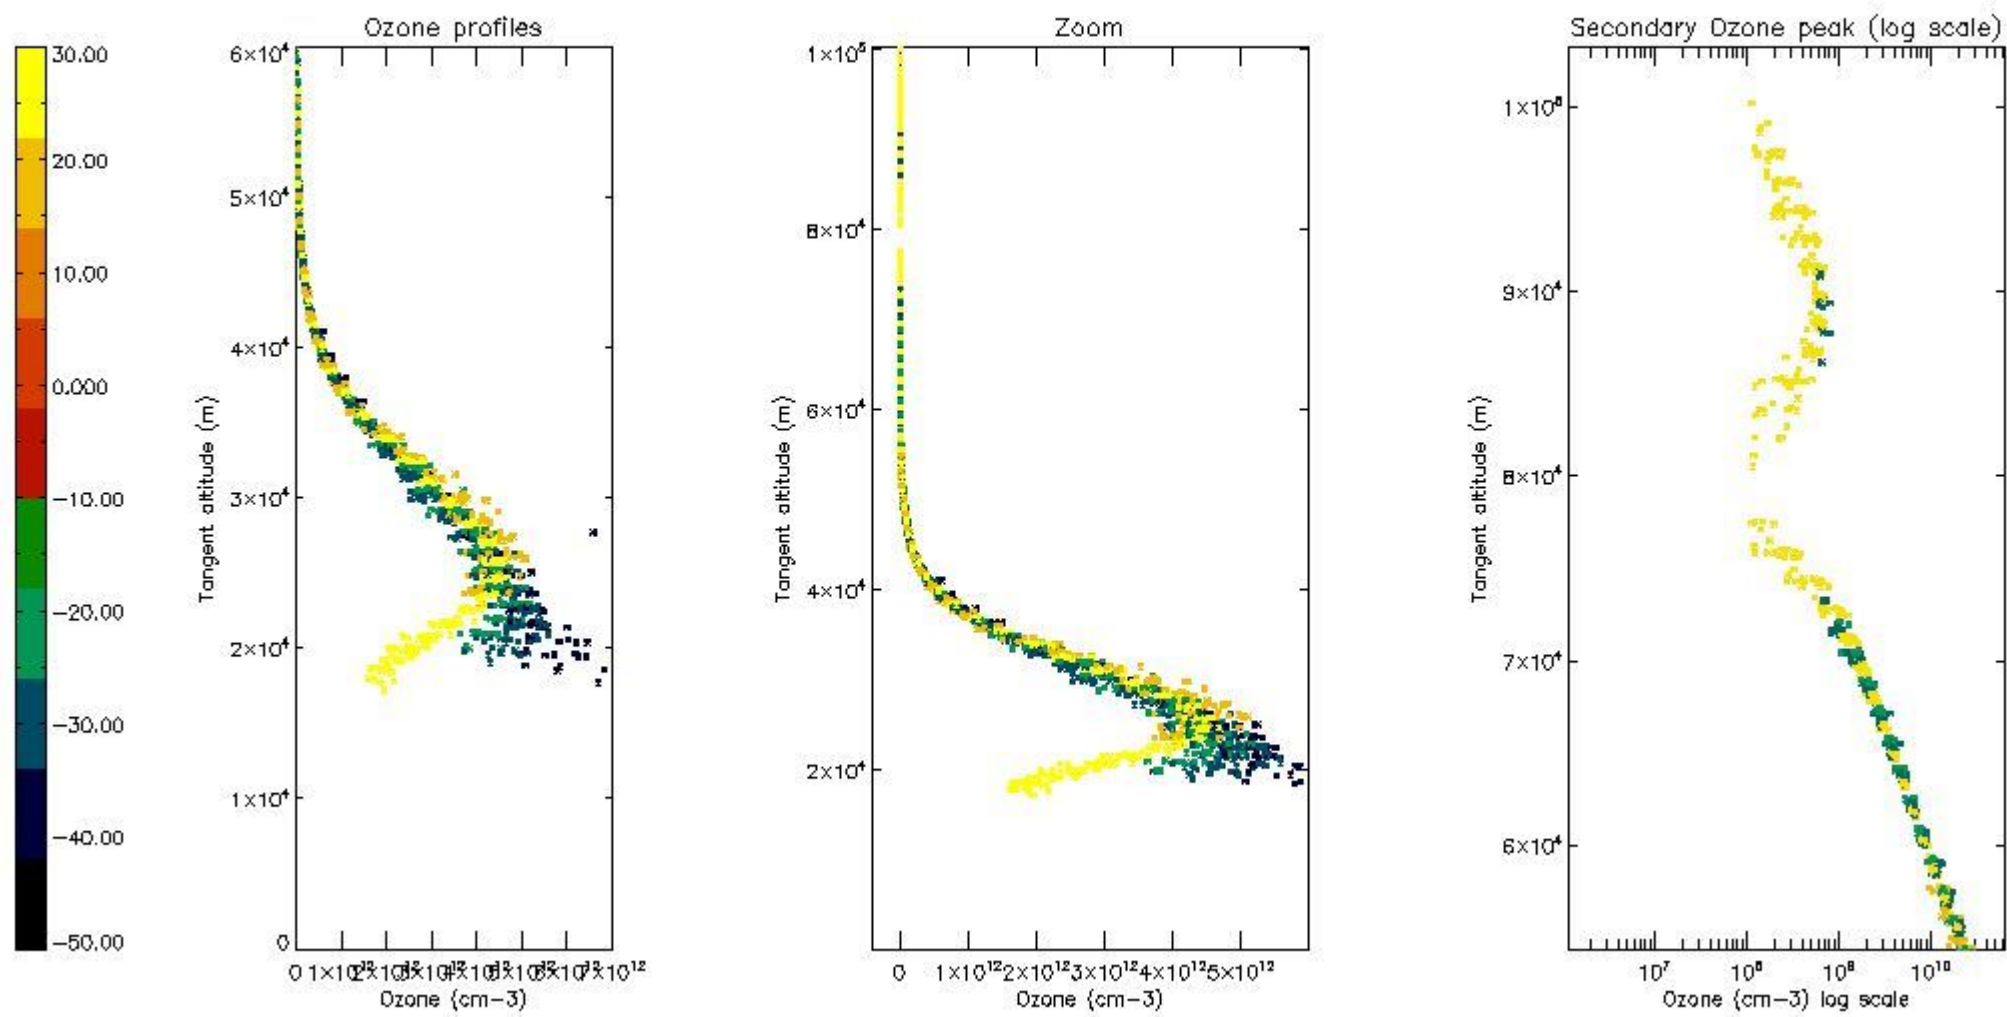 Ozone profiles
Zoom
Secondary Ozone peak (log scale)
30.00
20.00
10.00
0.000
−10.00
−20.00
−30.00
−40.00
−50.00
6×10⁴
5×10⁴
4×10⁴
3×10⁴
2×10⁴
1×10⁴
0
Tangent altitude (m)
Ozone (cm−3)
1×10⁵
8×10⁴
6×10⁴
4×10⁴
2×10⁴
Tangent altitude (m)
0 1×10¹² 2×10¹² 3×10¹² 4×10¹² 5×10¹²
Ozone (cm−3)
1×10⁵
9×10⁴
8×10⁴
7×10⁴
6×10⁴
Tangent altitude (m)
10⁷ 10⁸ 10⁹ 10¹⁰
Ozone (cm−3) log scale